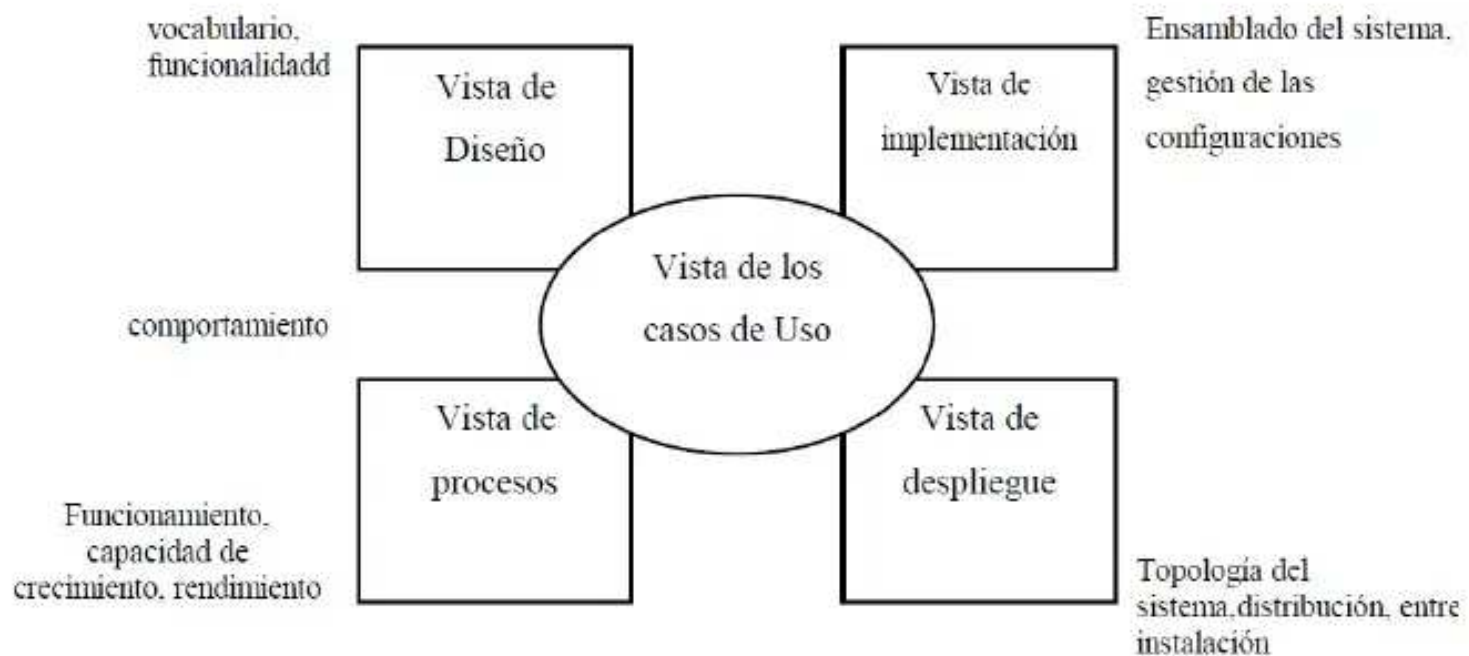 vocabulario,
funcionalidadd
Vista de
Diseño
Vista de
implementación
Ensamblado del sistema,
gestión de las
configuraciones
Vista de los
casos de Uso
comportamiento
Vista de
procesos
Vista de
despliegue
Funcionamiento,
capacidad de
crecimiento, rendimiento
Topología del
sistema,distribución, entre
instalación